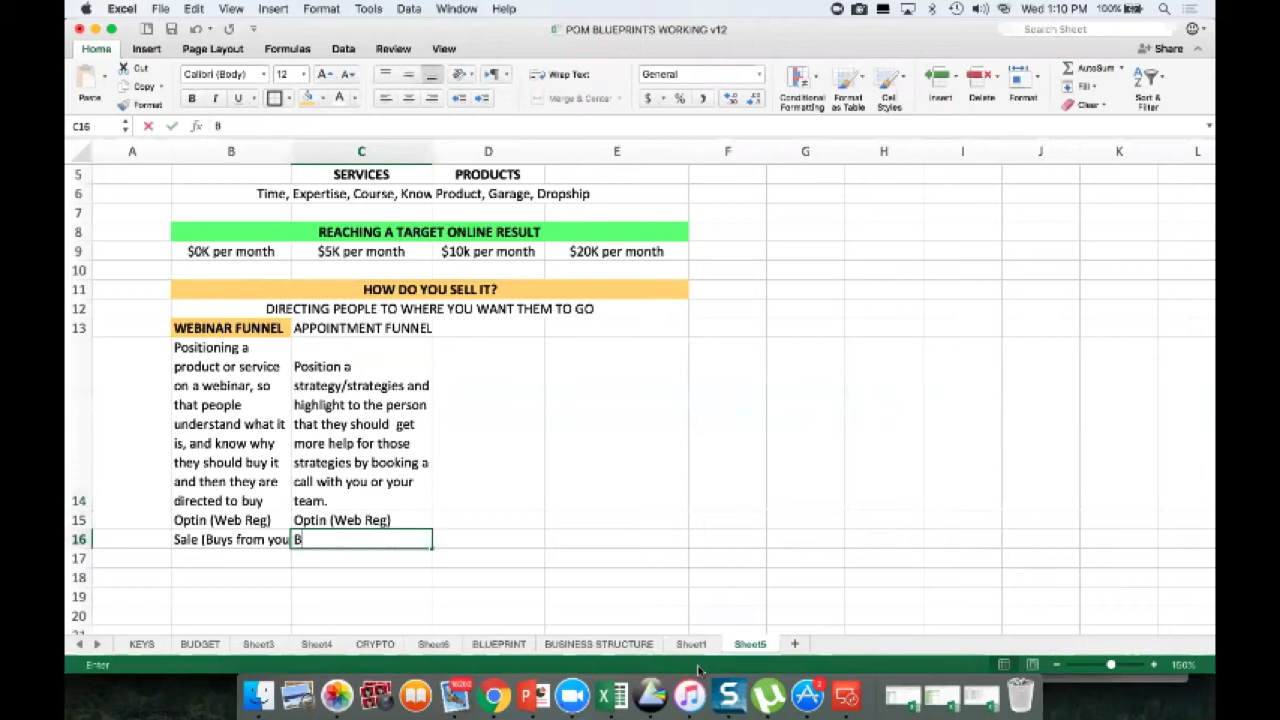 Excel File Edit View Insert Format Tools Data Window Help Wed 1:10 PM 100%
POM BLUEPRINTS WORKING v12 Search Sheet
Home Insert Page Layout Formulas Data Review View Share
Paste Cut Copy Format
Calibri (Body) 12 A A
B I U A
Wrap Text
Merge & Center
General
$ %
Conditional Formatting
Format as Table
Cell Styles
Insert Delete Format
AutoSum
Fill
Clear
Sort & Filter
C16 fx B
A B C D E F G H I J K L
5 SERVICES PRODUCTS
6 Time, Expertise, Course, Know Product, Garage, Dropship
7
8 REACHING A TARGET ONLINE RESULT
9 $0K per month $5K per month $10k per month $20K per month
10
11 HOW DO YOU SELL IT?
12 DIRECTING PEOPLE TO WHERE YOU WANT THEM TO GO
13 WEBINAR FUNNEL APPOINTMENT FUNNEL
Positioning a
product or service Position a
on a webinar, so strategy/strategies and
that people highlight to the person
understand what it that they should get
is, and know why more help for those
they should buy it strategies by booking a
and then they are call with you or your
14 directed to buy team.
15 Optin (Web Reg) Optin (Web Reg)
16 Sale (Buys from you B
17
18
19
20
KEYS BUDGET Sheet3 Sheet4 CRYPTO Sheet6 BLUEPRINT BUSINESS STRUCTURE Sheet1 Sheet5 +
Enter 150%